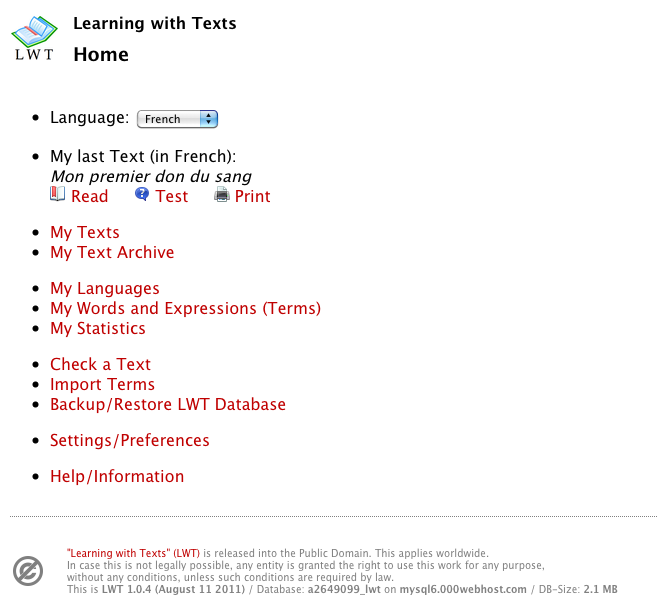 Learning with Texts
LWT
Home
Language: French
My last Text (in French):
Mon premier don du sang
Read Test Print
My Texts
My Text Archive
My Languages
My Words and Expressions (Terms)
My Statistics
Check a Text
Import Terms
Backup/Restore LWT Database
Settings/Preferences
Help/Information
"Learning with Texts" (LWT) is released into the Public Domain. This applies worldwide.
In case this is not legally possible, any entity is granted the right to use this work for any purpose,
without any conditions, unless such conditions are required by law.
This is LWT 1.0.4 (August 11 2011) / Database: a2649099_lwt on mysql6.000webhost.com / DB-Size: 2.1 MB